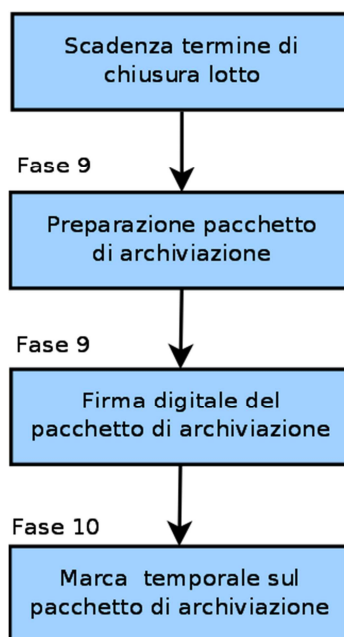 Scadenza termine di
chiusura lotto
Fase 9
Preparazione pacchetto
di archiviazione
Fase 9
Firma digitale del
pacchetto di archiviazione
Fase 10
Marca temporale sul
pacchetto di archiviazione